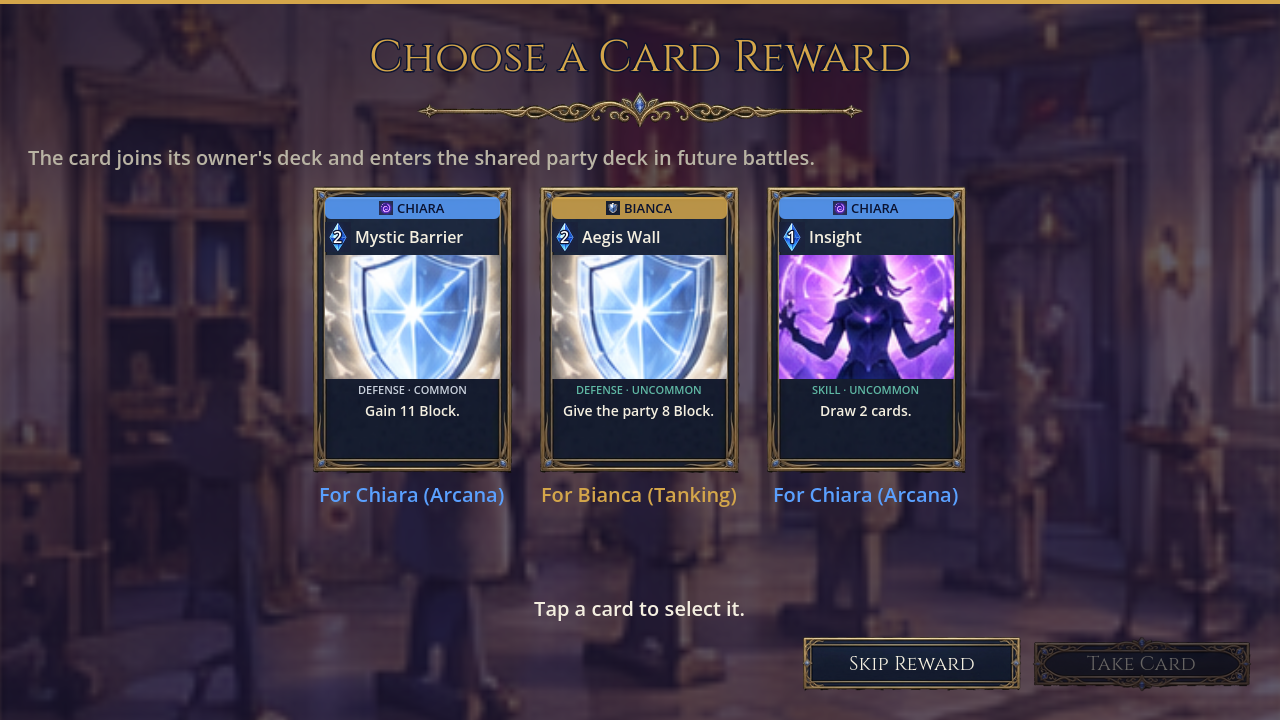 Choose a Card Reward
The card joins its owner's deck and enters the shared party deck in future battles.
CHIARA
2 Mystic Barrier
DEFENSE · COMMON
Gain 11 Block.
For Chiara (Arcana)
BIANCA
2 Aegis Wall
DEFENSE · UNCOMMON
Give the party 8 Block.
For Bianca (Tanking)
CHIARA
1 Insight
SKILL · UNCOMMON
Draw 2 cards.
For Chiara (Arcana)
Tap a card to select it.
Skip Reward
Take Card